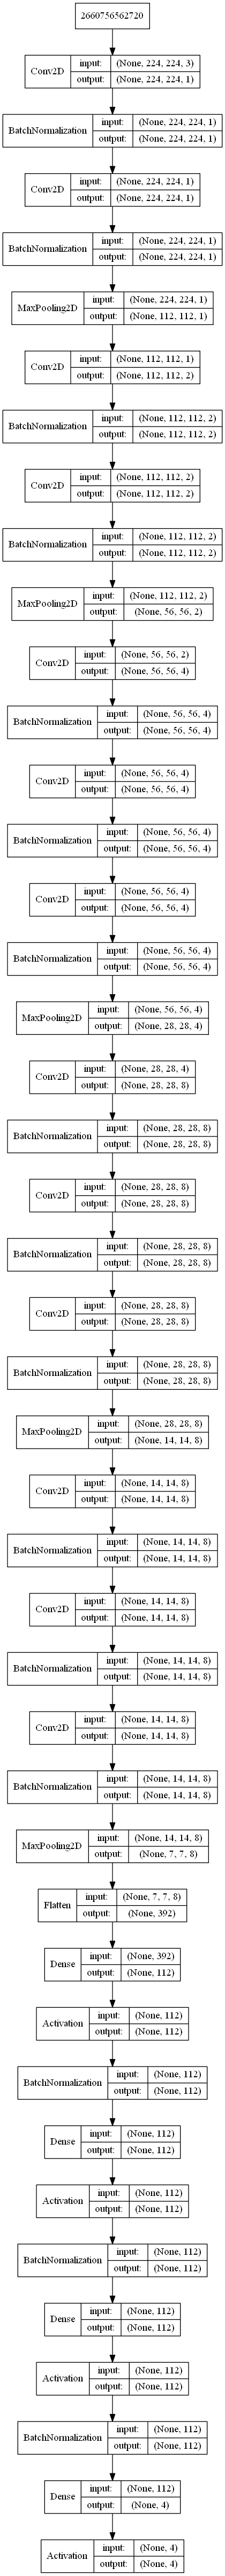 2660756562720
Conv2D
input: (None, 224, 224, 3)
output: (None, 224, 224, 1)
BatchNormalization
input: (None, 224, 224, 1)
output: (None, 224, 224, 1)
Conv2D
input: (None, 224, 224, 1)
output: (None, 224, 224, 1)
BatchNormalization
input: (None, 224, 224, 1)
output: (None, 224, 224, 1)
MaxPooling2D
input: (None, 224, 224, 1)
output: (None, 112, 112, 1)
Conv2D
input: (None, 112, 112, 1)
output: (None, 112, 112, 2)
BatchNormalization
input: (None, 112, 112, 2)
output: (None, 112, 112, 2)
Conv2D
input: (None, 112, 112, 2)
output: (None, 112, 112, 2)
BatchNormalization
input: (None, 112, 112, 2)
output: (None, 112, 112, 2)
MaxPooling2D
input: (None, 112, 112, 2)
output: (None, 56, 56, 2)
Conv2D
input: (None, 56, 56, 2)
output: (None, 56, 56, 4)
BatchNormalization
input: (None, 56, 56, 4)
output: (None, 56, 56, 4)
Conv2D
input: (None, 56, 56, 4)
output: (None, 56, 56, 4)
BatchNormalization
input: (None, 56, 56, 4)
output: (None, 56, 56, 4)
Conv2D
input: (None, 56, 56, 4)
output: (None, 56, 56, 4)
BatchNormalization
input: (None, 56, 56, 4)
output: (None, 56, 56, 4)
MaxPooling2D
input: (None, 56, 56, 4)
output: (None, 28, 28, 4)
Conv2D
input: (None, 28, 28, 4)
output: (None, 28, 28, 8)
BatchNormalization
input: (None, 28, 28, 8)
output: (None, 28, 28, 8)
Conv2D
input: (None, 28, 28, 8)
output: (None, 28, 28, 8)
BatchNormalization
input: (None, 28, 28, 8)
output: (None, 28, 28, 8)
Conv2D
input: (None, 28, 28, 8)
output: (None, 28, 28, 8)
BatchNormalization
input: (None, 28, 28, 8)
output: (None, 28, 28, 8)
MaxPooling2D
input: (None, 28, 28, 8)
output: (None, 14, 14, 8)
Conv2D
input: (None, 14, 14, 8)
output: (None, 14, 14, 8)
BatchNormalization
input: (None, 14, 14, 8)
output: (None, 14, 14, 8)
Conv2D
input: (None, 14, 14, 8)
output: (None, 14, 14, 8)
BatchNormalization
input: (None, 14, 14, 8)
output: (None, 14, 14, 8)
Conv2D
input: (None, 14, 14, 8)
output: (None, 14, 14, 8)
BatchNormalization
input: (None, 14, 14, 8)
output: (None, 14, 14, 8)
MaxPooling2D
input: (None, 14, 14, 8)
output: (None, 7, 7, 8)
Flatten
input: (None, 7, 7, 8)
output: (None, 392)
Dense
input: (None, 392)
output: (None, 112)
Activation
input: (None, 112)
output: (None, 112)
BatchNormalization
input: (None, 112)
output: (None, 112)
Dense
input: (None, 112)
output: (None, 112)
Activation
input: (None, 112)
output: (None, 112)
BatchNormalization
input: (None, 112)
output: (None, 112)
Dense
input: (None, 112)
output: (None, 112)
Activation
input: (None, 112)
output: (None, 112)
BatchNormalization
input: (None, 112)
output: (None, 112)
Dense
input: (None, 112)
output: (None, 4)
Activation
input: (None, 4)
output: (None, 4)